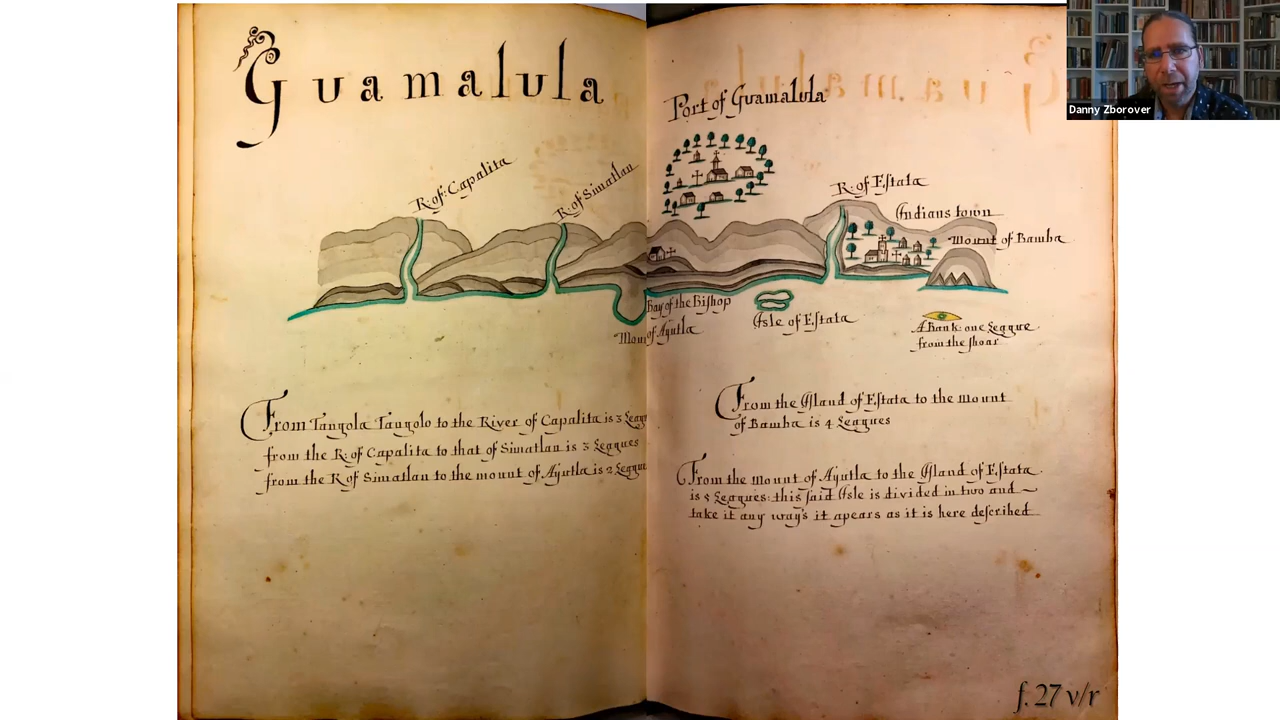 Guamalula
Port of Guamalula
R. of: Capalita
R. of Simatlan
R. of Estata
Indians town
Mount of Bamba
Bay of the Bishop
Isle of Estata
Moun of Ayutla
A Bank one League
from the shoar
From Tangola Tangolo to the River of Capalita is 3 Leag
from the R: of Capalita to that of Simatlan is 3 Leagues
from the R of Simatlan to the mount of Ayutla is 2 League
From the Island of Estata to the mount
of Bamba is 4 Leagues
From the mount of Ayutla to the Island of Estata
is Leagues: this said Isle is divided in two and
take it any way's it apears as it is here described
f. 27 v/r
Danny Zborover